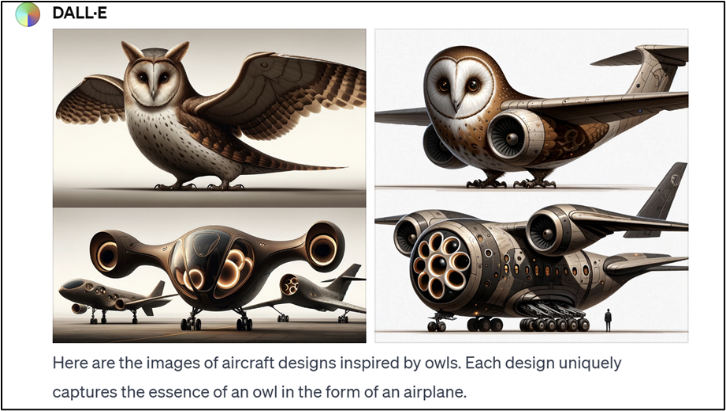 DALL·E
Here are the images of aircraft designs inspired by owls. Each design uniquely
captures the essence of an owl in the form of an airplane.